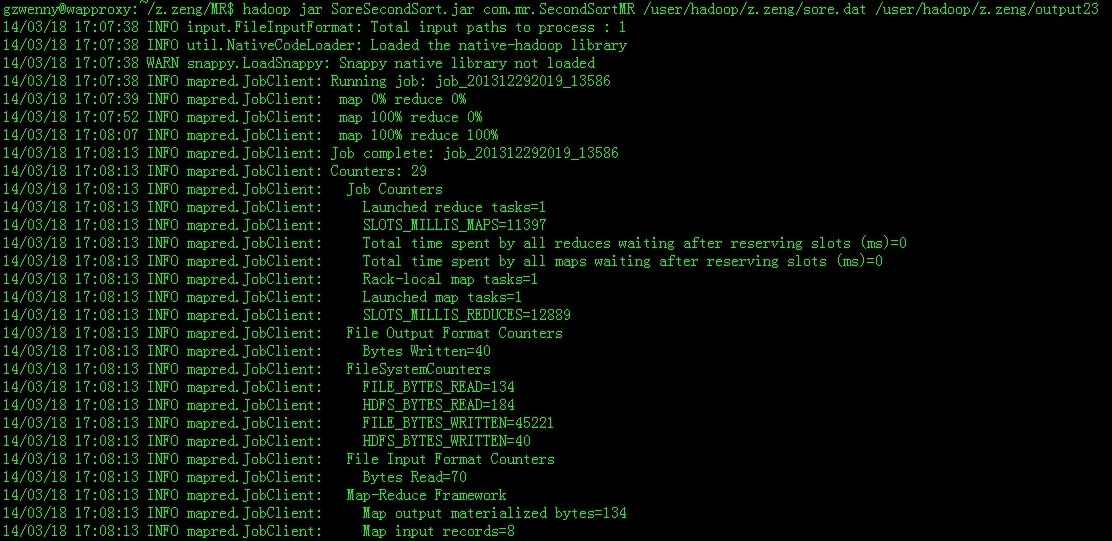 gzwenny@wapproxy:~/z.zeng/MR$ hadoop jar SoreSecondSort.jar com.mr.SecondSortMR /user/hadoop/z.zeng/sore.dat /user/hadoop/z.zeng/output23
14/03/18 17:07:38 INFO input.FileInputFormat: Total input paths to process : 1
14/03/18 17:07:38 INFO util.NativeCodeLoader: Loaded the native-hadoop library
14/03/18 17:07:38 WARN snappy.LoadSnappy: Snappy native library not loaded
14/03/18 17:07:38 INFO mapred.JobClient: Running job: job_201312292019_13586
14/03/18 17:07:39 INFO mapred.JobClient:  map 0% reduce 0%
14/03/18 17:07:52 INFO mapred.JobClient:  map 100% reduce 0%
14/03/18 17:08:07 INFO mapred.JobClient:  map 100% reduce 100%
14/03/18 17:08:13 INFO mapred.JobClient: Job complete: job_201312292019_13586
14/03/18 17:08:13 INFO mapred.JobClient: Counters: 29
14/03/18 17:08:13 INFO mapred.JobClient:   Job Counters
14/03/18 17:08:13 INFO mapred.JobClient:     Launched reduce tasks=1
14/03/18 17:08:13 INFO mapred.JobClient:     SLOTS_MILLIS_MAPS=11397
14/03/18 17:08:13 INFO mapred.JobClient:     Total time spent by all reduces waiting after reserving slots (ms)=0
14/03/18 17:08:13 INFO mapred.JobClient:     Total time spent by all maps waiting after reserving slots (ms)=0
14/03/18 17:08:13 INFO mapred.JobClient:     Rack-local map tasks=1
14/03/18 17:08:13 INFO mapred.JobClient:     Launched map tasks=1
14/03/18 17:08:13 INFO mapred.JobClient:     SLOTS_MILLIS_REDUCES=12889
14/03/18 17:08:13 INFO mapred.JobClient:   File Output Format Counters
14/03/18 17:08:13 INFO mapred.JobClient:     Bytes Written=40
14/03/18 17:08:13 INFO mapred.JobClient:   FileSystemCounters
14/03/18 17:08:13 INFO mapred.JobClient:     FILE_BYTES_READ=134
14/03/18 17:08:13 INFO mapred.JobClient:     HDFS_BYTES_READ=184
14/03/18 17:08:13 INFO mapred.JobClient:     FILE_BYTES_WRITTEN=45221
14/03/18 17:08:13 INFO mapred.JobClient:     HDFS_BYTES_WRITTEN=40
14/03/18 17:08:13 INFO mapred.JobClient:   File Input Format Counters
14/03/18 17:08:13 INFO mapred.JobClient:     Bytes Read=70
14/03/18 17:08:13 INFO mapred.JobClient:   Map-Reduce Framework
14/03/18 17:08:13 INFO mapred.JobClient:     Map output materialized bytes=134
14/03/18 17:08:13 INFO mapred.JobClient:     Map input records=8